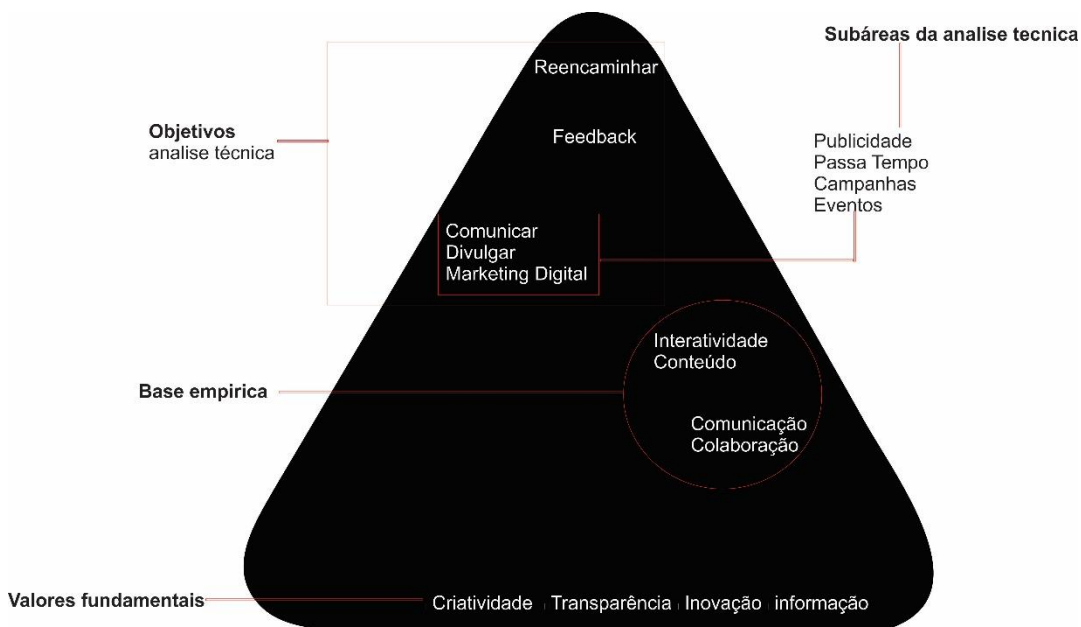 Subáreas da analise tecnica
Reencaminhar
Objetivos
analise técnica
Feedback
Publicidade
Passa Tempo
Campanhas
Eventos
Comunicar
Divulgar
Marketing Digital
Interatividade
Conteúdo
Base empirica
Comunicação
Colaboração
Valores fundamentais
Criatividade Transparência Inovação informação